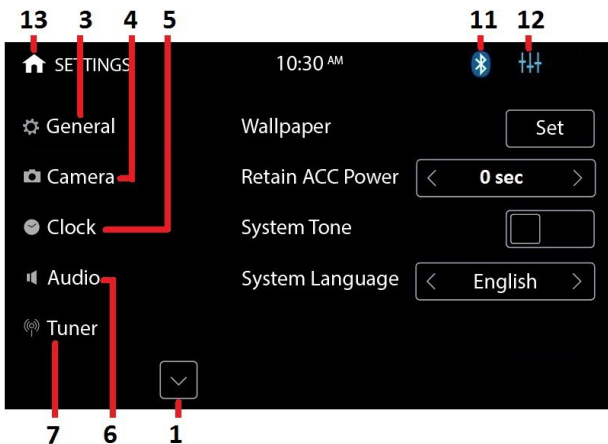 13 3 4 5 11 12
SETTINGS 10:30 AM
General Wallpaper Set
Camera Retain ACC Power < 0 sec >
Clock System Tone
Audio System Language < English >
Tuner
7 6 1